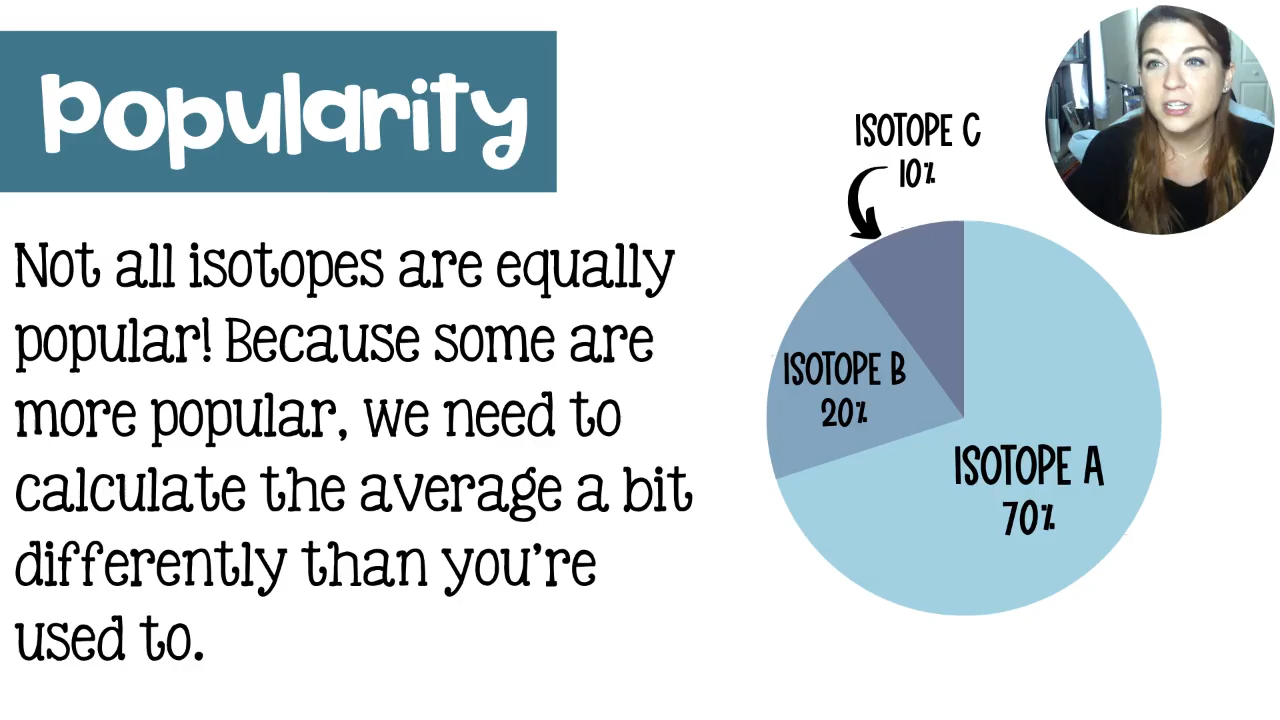 Popularity
Not all isotopes are equally
popular! Because some are
more popular, we need to
calculate the average a bit
differently than you're
used to.
ISOTOPE C
10%
ISOTOPE B
20%
ISOTOPE A
70%